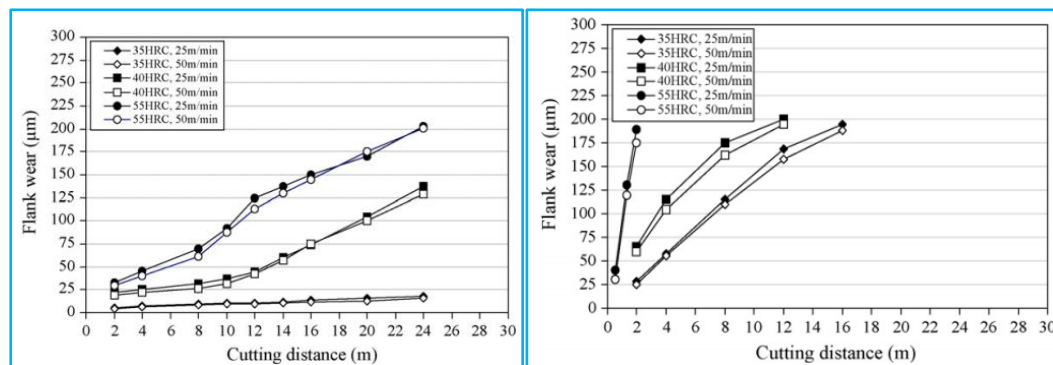 300
275
250
225
200
175
150
125
100
75
50
25
0
Flank wear (µm)
35HRC, 25m/min
35HRC, 50m/min
40HRC, 25m/min
40HRC, 50m/min
55HRC, 25m/min
55HRC, 50m/min
0 2 4 6 8 10 12 14 16 18 20 22 24 26 28 30
Cutting distance (m)
300
275
250
225
200
175
150
125
100
75
50
25
0
Flank wear (µm)
35HRC, 25m/min
35HRC, 50m/min
40HRC, 25m/min
40HRC, 50m/min
55HRC, 25m/min
55HRC, 50m/min
0 2 4 6 8 10 12 14 16 18 20 22 24 26 28 30
Cutting distance (m)